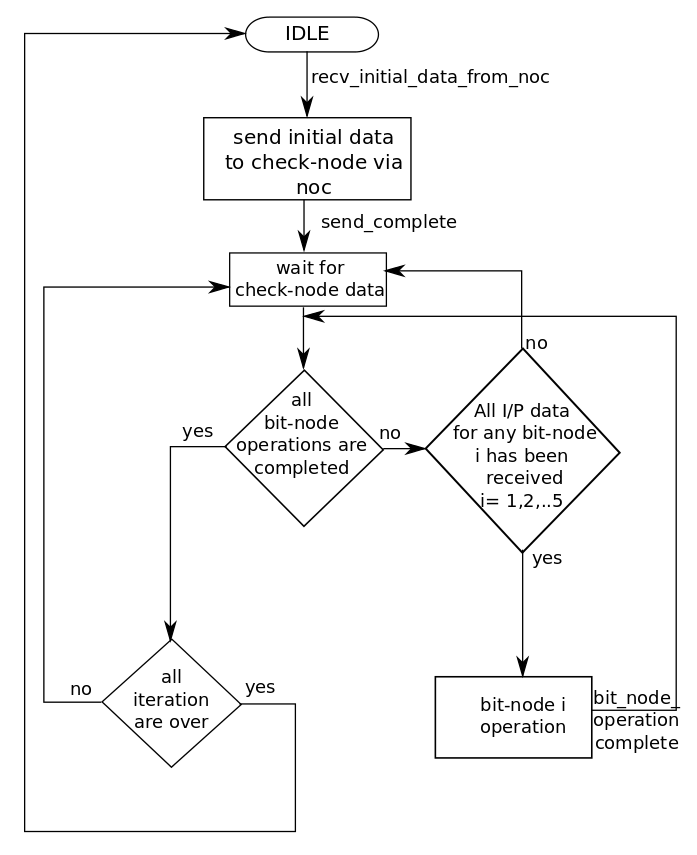 IDLE
recv_initial_data_from_noc
send initial data
to check-node via
noc
send_complete
wait for
check-node data
no
all
bit-node
operations are
completed
yes
no
All I/P data
for any bit-node
i has been
received
i= 1,2,..5
yes
all
iteration
are over
no
yes
bit-node i
operation
bit_node_
operation
complete